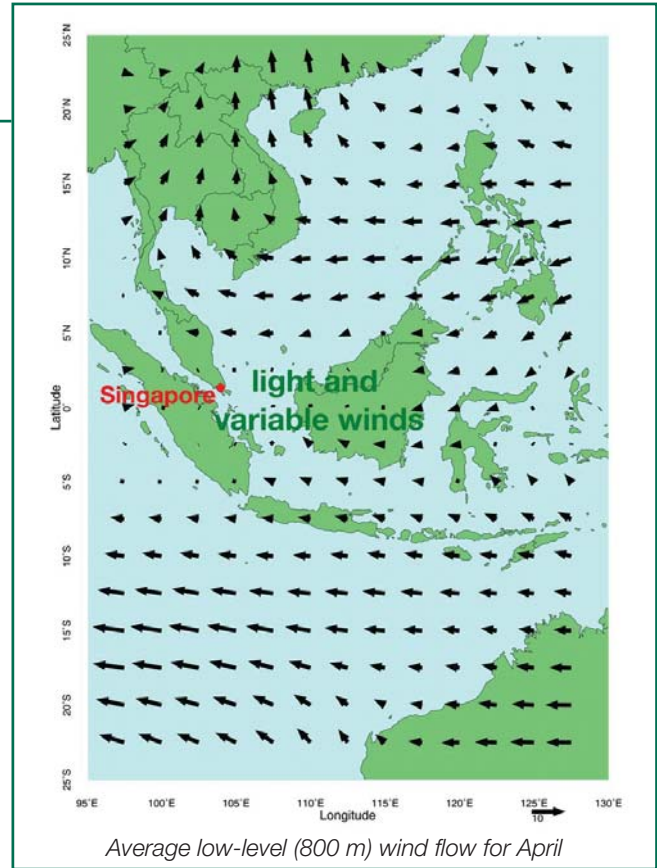 25°N
20°N
15°N
10°N
5°N
0°
5°S
10°S
15°S
20°S
25°S
Latitude
Singapore
light and
variable winds
95°E 100°E 105°E 110°E 115°E 120°E 125°E 130°E
Longitude
10
Average low-level (800 m) wind flow for April